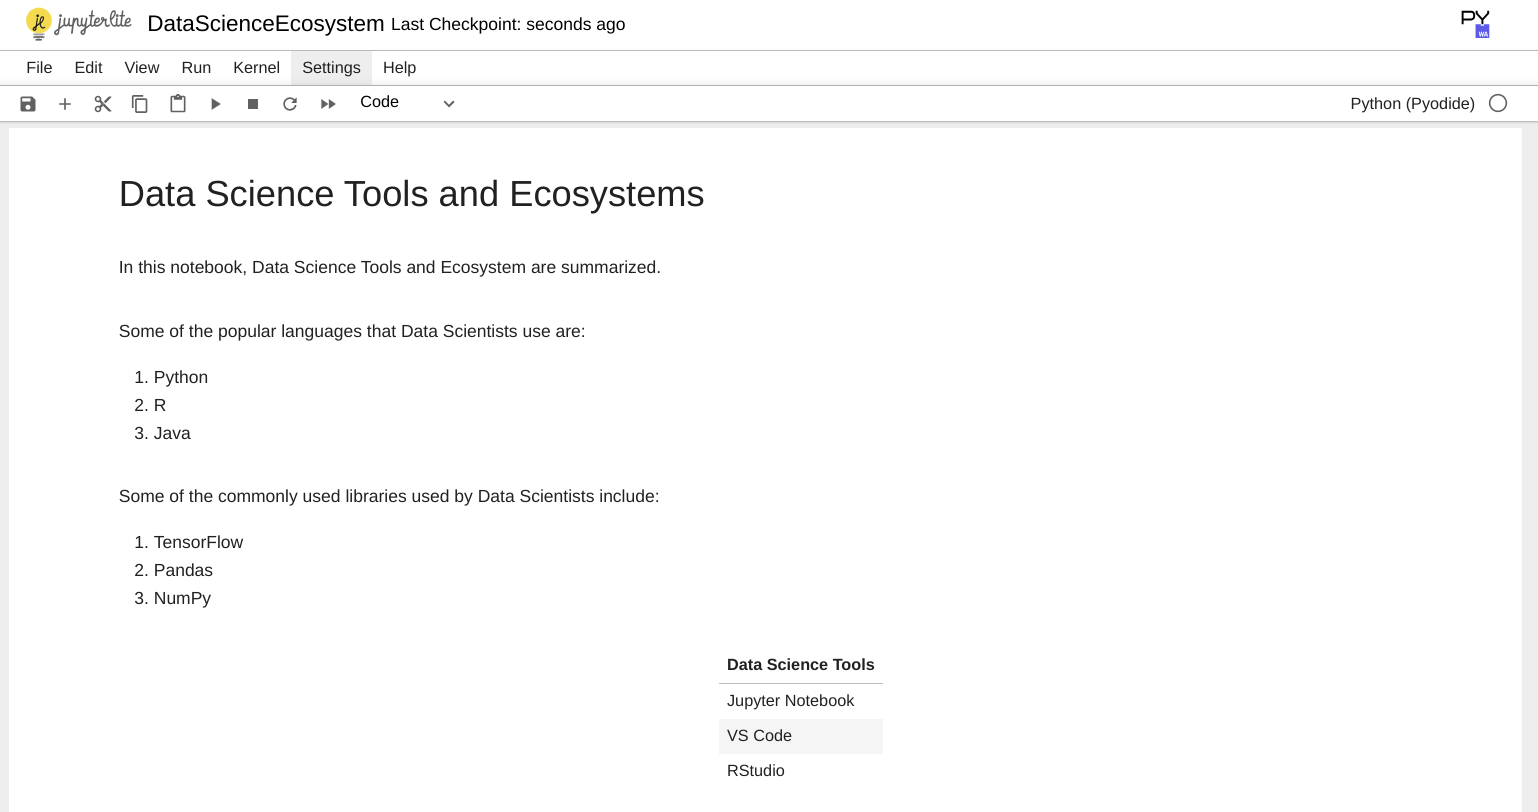 jupyterlite DataScienceEcosystem Last Checkpoint: seconds ago
PY
WA
File Edit View Run Kernel Settings Help
Code
Python (Pyodide)
Data Science Tools and Ecosystems
In this notebook, Data Science Tools and Ecosystem are summarized.
Some of the popular languages that Data Scientists use are:
1. Python
2. R
3. Java
Some of the commonly used libraries used by Data Scientists include:
1. TensorFlow
2. Pandas
3. NumPy
Data Science Tools
Jupyter Notebook
VS Code
RStudio